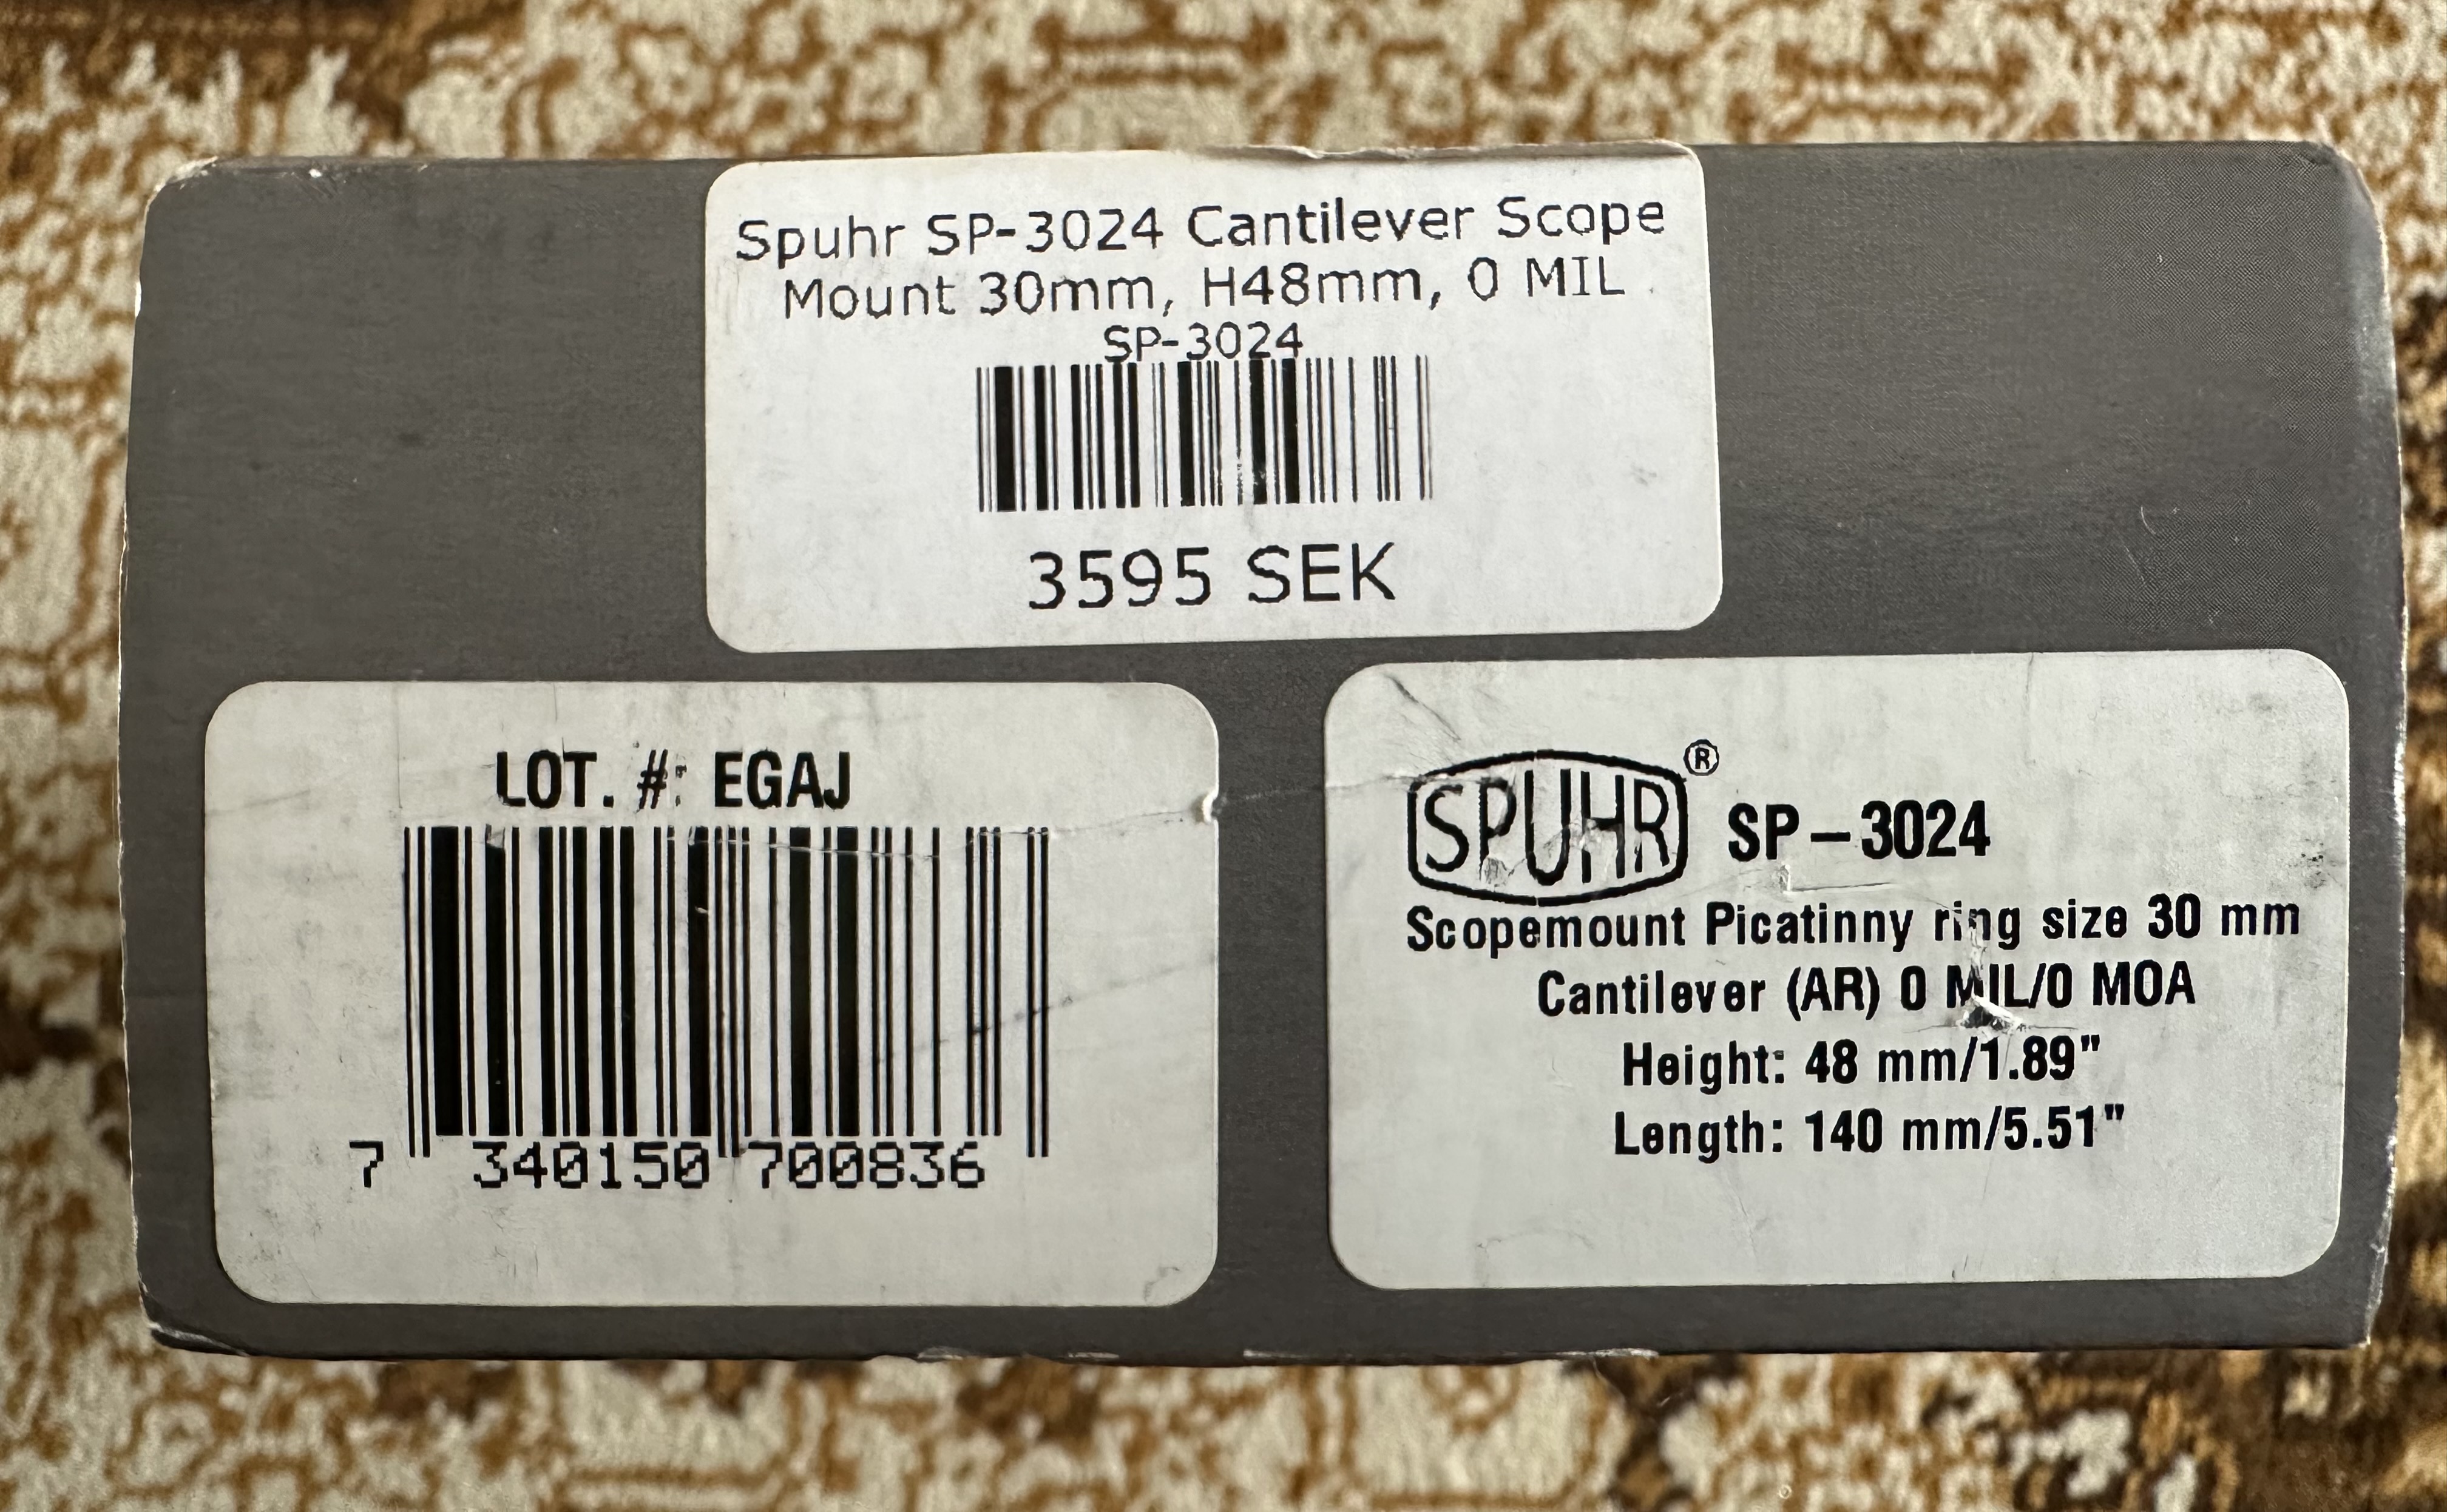 Spuhr SP-3024 Cantilever Scope
Mount 30mm, H48mm, 0 MIL
SP-3024
3595 SEK
LOT. #: EGAJ
7 340150 700836
SPUHR® SP-3024
Scopemount Picatinny ring size 30 mm
Cantilever (AR) 0 MIL/0 MOA
Height: 48 mm/1.89"
Length: 140 mm/5.51"